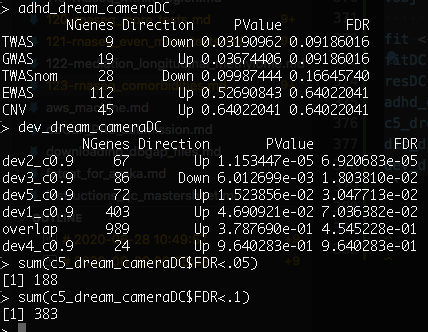 > adhd_dream_cameraDC
NGenes Direction PValue FDR
TWAS 9 Down 0.03190962 0.09186016
GWAS 19 Up 0.03674406 0.09186016
TWASnom 28 Down 0.09987444 0.16645740
EWAS 112 Up 0.52690843 0.64022041
CNV 45 Up 0.64022041 0.64022041
> dev_dream_cameraDC
NGenes Direction PValue FDR
dev2_c0.9 67 Up 1.153447e-05 6.920683e-05
dev3_c0.9 86 Down 6.012699e-03 1.803810e-02
dev5_c0.9 72 Up 1.523856e-02 3.047713e-02
dev1_c0.9 403 Up 4.690921e-02 7.036382e-02
overlap 989 Up 3.787690e-01 4.545228e-01
dev4_c0.9 24 Up 9.640283e-01 9.640283e-01
> sum(c5_dream_cameraDC$FDR<.05)
[1] 188
> sum(c5_dream_cameraDC$FDR<.1)
[1] 383
>